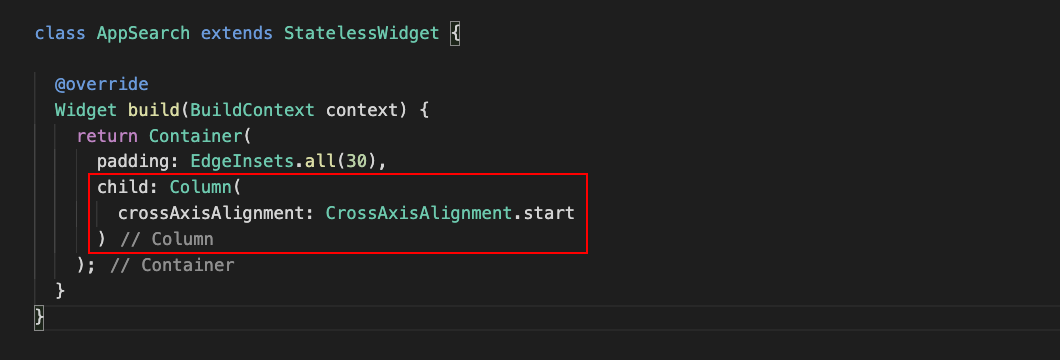 class AppSearch extends StatelessWidget {
@override
Widget build(BuildContext context) {
return Container(
padding: EdgeInsets.all(30),
child: Column(
crossAxisAlignment: CrossAxisAlignment.start
) // Column
); // Container
}
}